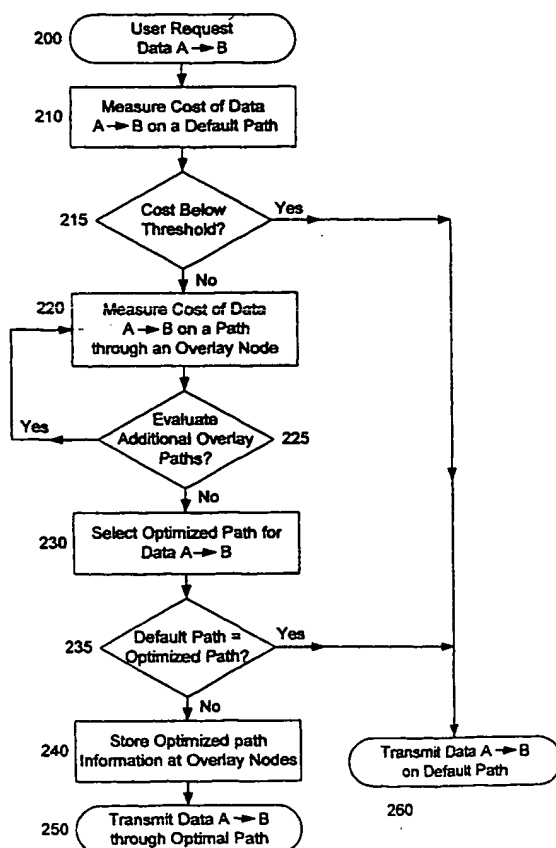 200
User Request
Data A → B
210
Measure Cost of Data
A → B on a Default Path
215
Cost Below
Threshold?
Yes
No
220
Measure Cost of Data
A → B on a Path
through an Overlay Node
Yes
Evaluate
Additional Overlay
Paths?
225
No
230
Select Optimized Path for
Data A → B
235
Default Path =
Optimized Path?
Yes
No
240
Store Optimized path
Information at Overlay Nodes
Transmit Data A → B
on Default Path
260
250
Transmit Data A → B
through Optimal Path